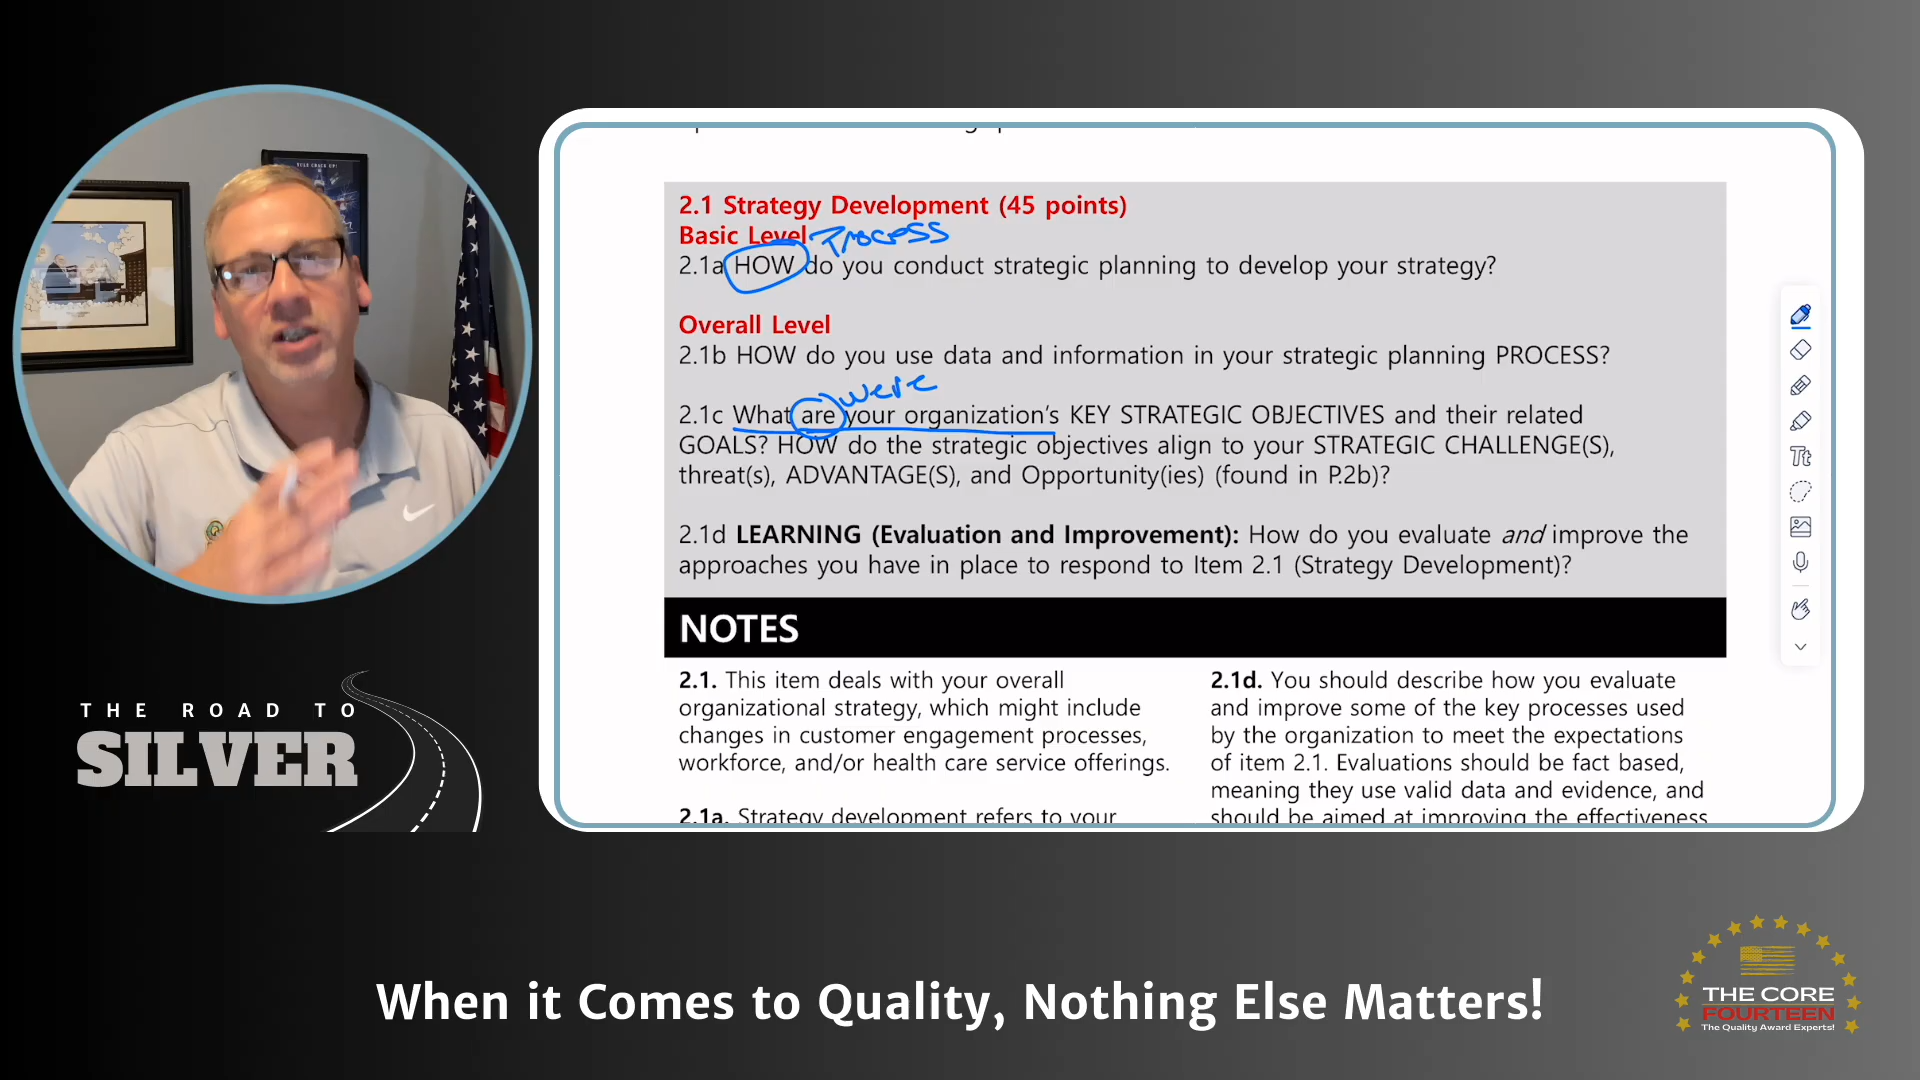 2.1 Strategy Development (45 points)
Basic Level Process
2.1a HOW do you conduct strategic planning to develop your strategy?
Overall Level
2.1b HOW do you use data and information in your strategic planning PROCESS?
were
2.1c What are your organization's KEY STRATEGIC OBJECTIVES and their related
GOALS? HOW do the strategic objectives align to your STRATEGIC CHALLENGE(S),
threat(s), ADVANTAGE(S), and Opportunity(ies) (found in P.2b)?
2.1d LEARNING (Evaluation and Improvement): How do you evaluate and improve the
approaches you have in place to respond to Item 2.1 (Strategy Development)?
NOTES
2.1. This item deals with your overall
organizational strategy, which might include
changes in customer engagement processes,
workforce, and/or health care service offerings.
2.1a. Strategy development refers to your
2.1d. You should describe how you evaluate
and improve some of the key processes used
by the organization to meet the expectations
of item 2.1. Evaluations should be fact based,
meaning they use valid data and evidence, and
should be aimed at improving the effectiveness
Tt
THE ROAD TO
SILVER
When it Comes to Quality, Nothing Else Matters!
THE CORE
FOURTEEN
The Quality Award Experts!